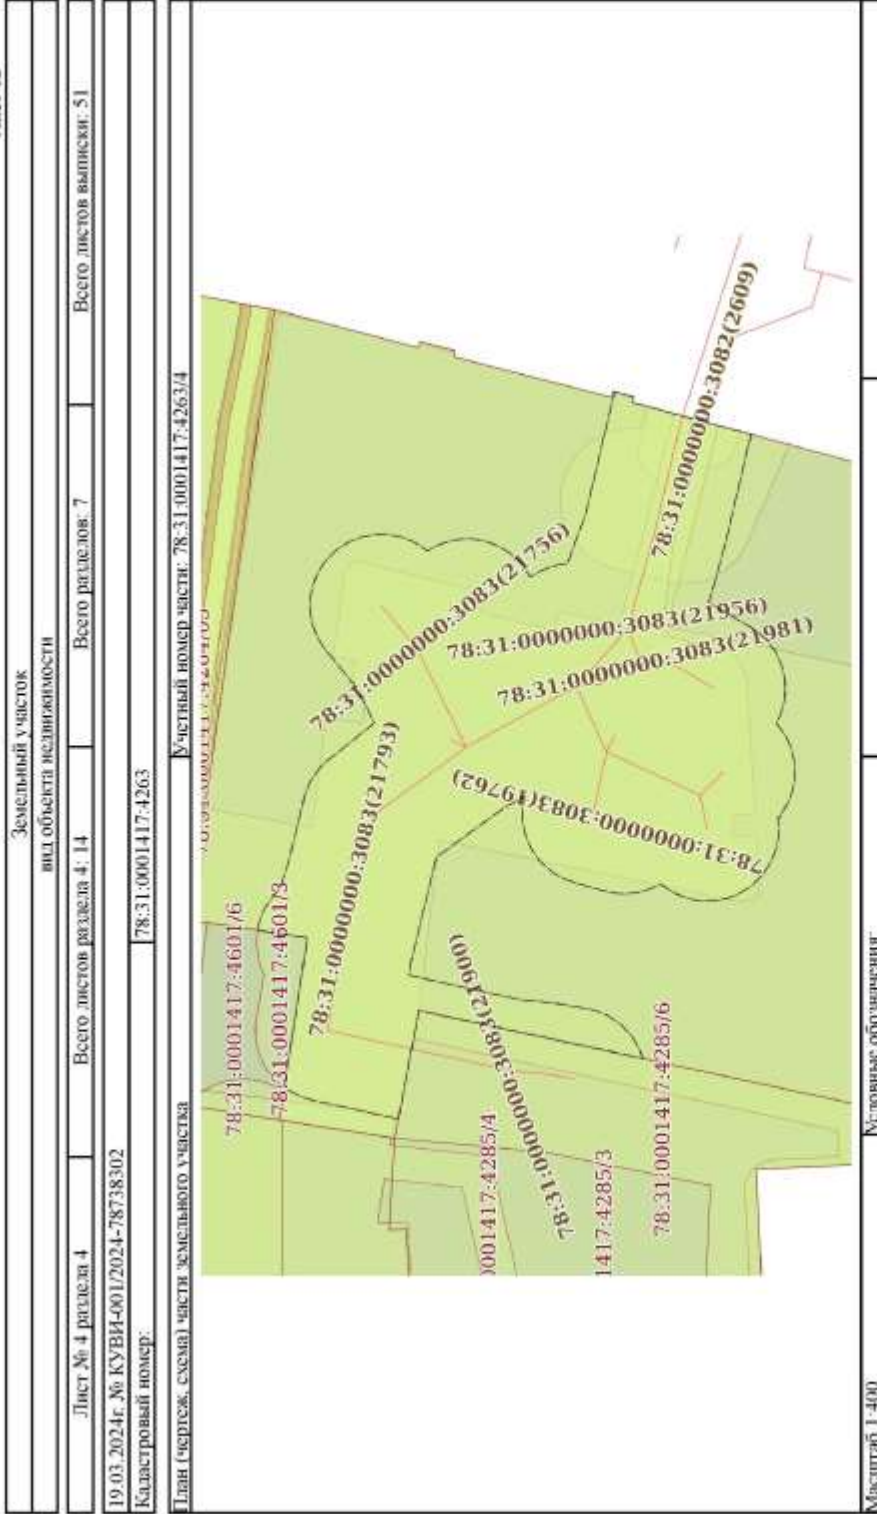 Земельный участок
вид объекта недвижимости
Лист № 4 раздела 4
Всего листов раздела 4: 14
Всего разделов: 7
Всего листов выписки: 51
19.03.2024г. № КУВИ-001/2024-78738302
Кадастровый номер:
78:31:0001417:4263
План (чертеж, схема) части земельного участка
Учетный номер части: 78:31:0001417:4263/4
78:31:0001417:4601/6
78:31:0001417:4601/3
78:31:0000000:3083(21793)
78:31:0000000:3083(21756)
78:31:0000000:3083(21956)
78:31:0000000:3083(21981)
78:31:0000000:3082(2609)
78:31:0000000:3083(19762)
78:31:0000000:3083(21900)
0001417:4285/4
1417:4285/3
78:31:0001417:4285/6
Масштаб 1:400
Условные обозначения: